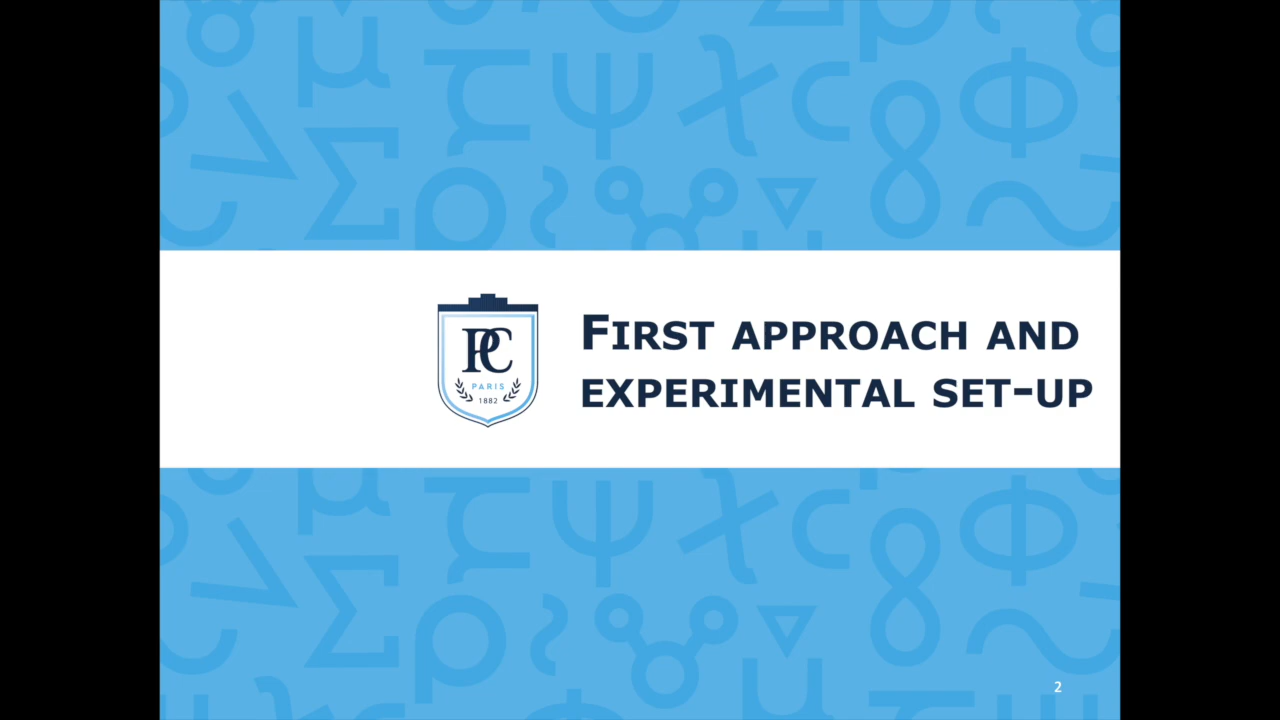 PC
PARIS
1882
FIRST APPROACH AND
EXPERIMENTAL SET-UP
2